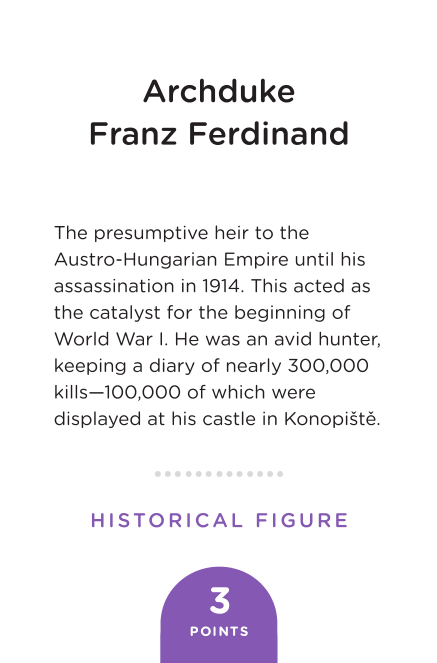 Archduke
Franz Ferdinand
The presumptive heir to the
Austro-Hungarian Empire until his
assassination in 1914. This acted as
the catalyst for the beginning of
World War I. He was an avid hunter,
keeping a diary of nearly 300,000
kills—100,000 of which were
displayed at his castle in Konopiště.
HISTORICAL FIGURE
3
POINTS